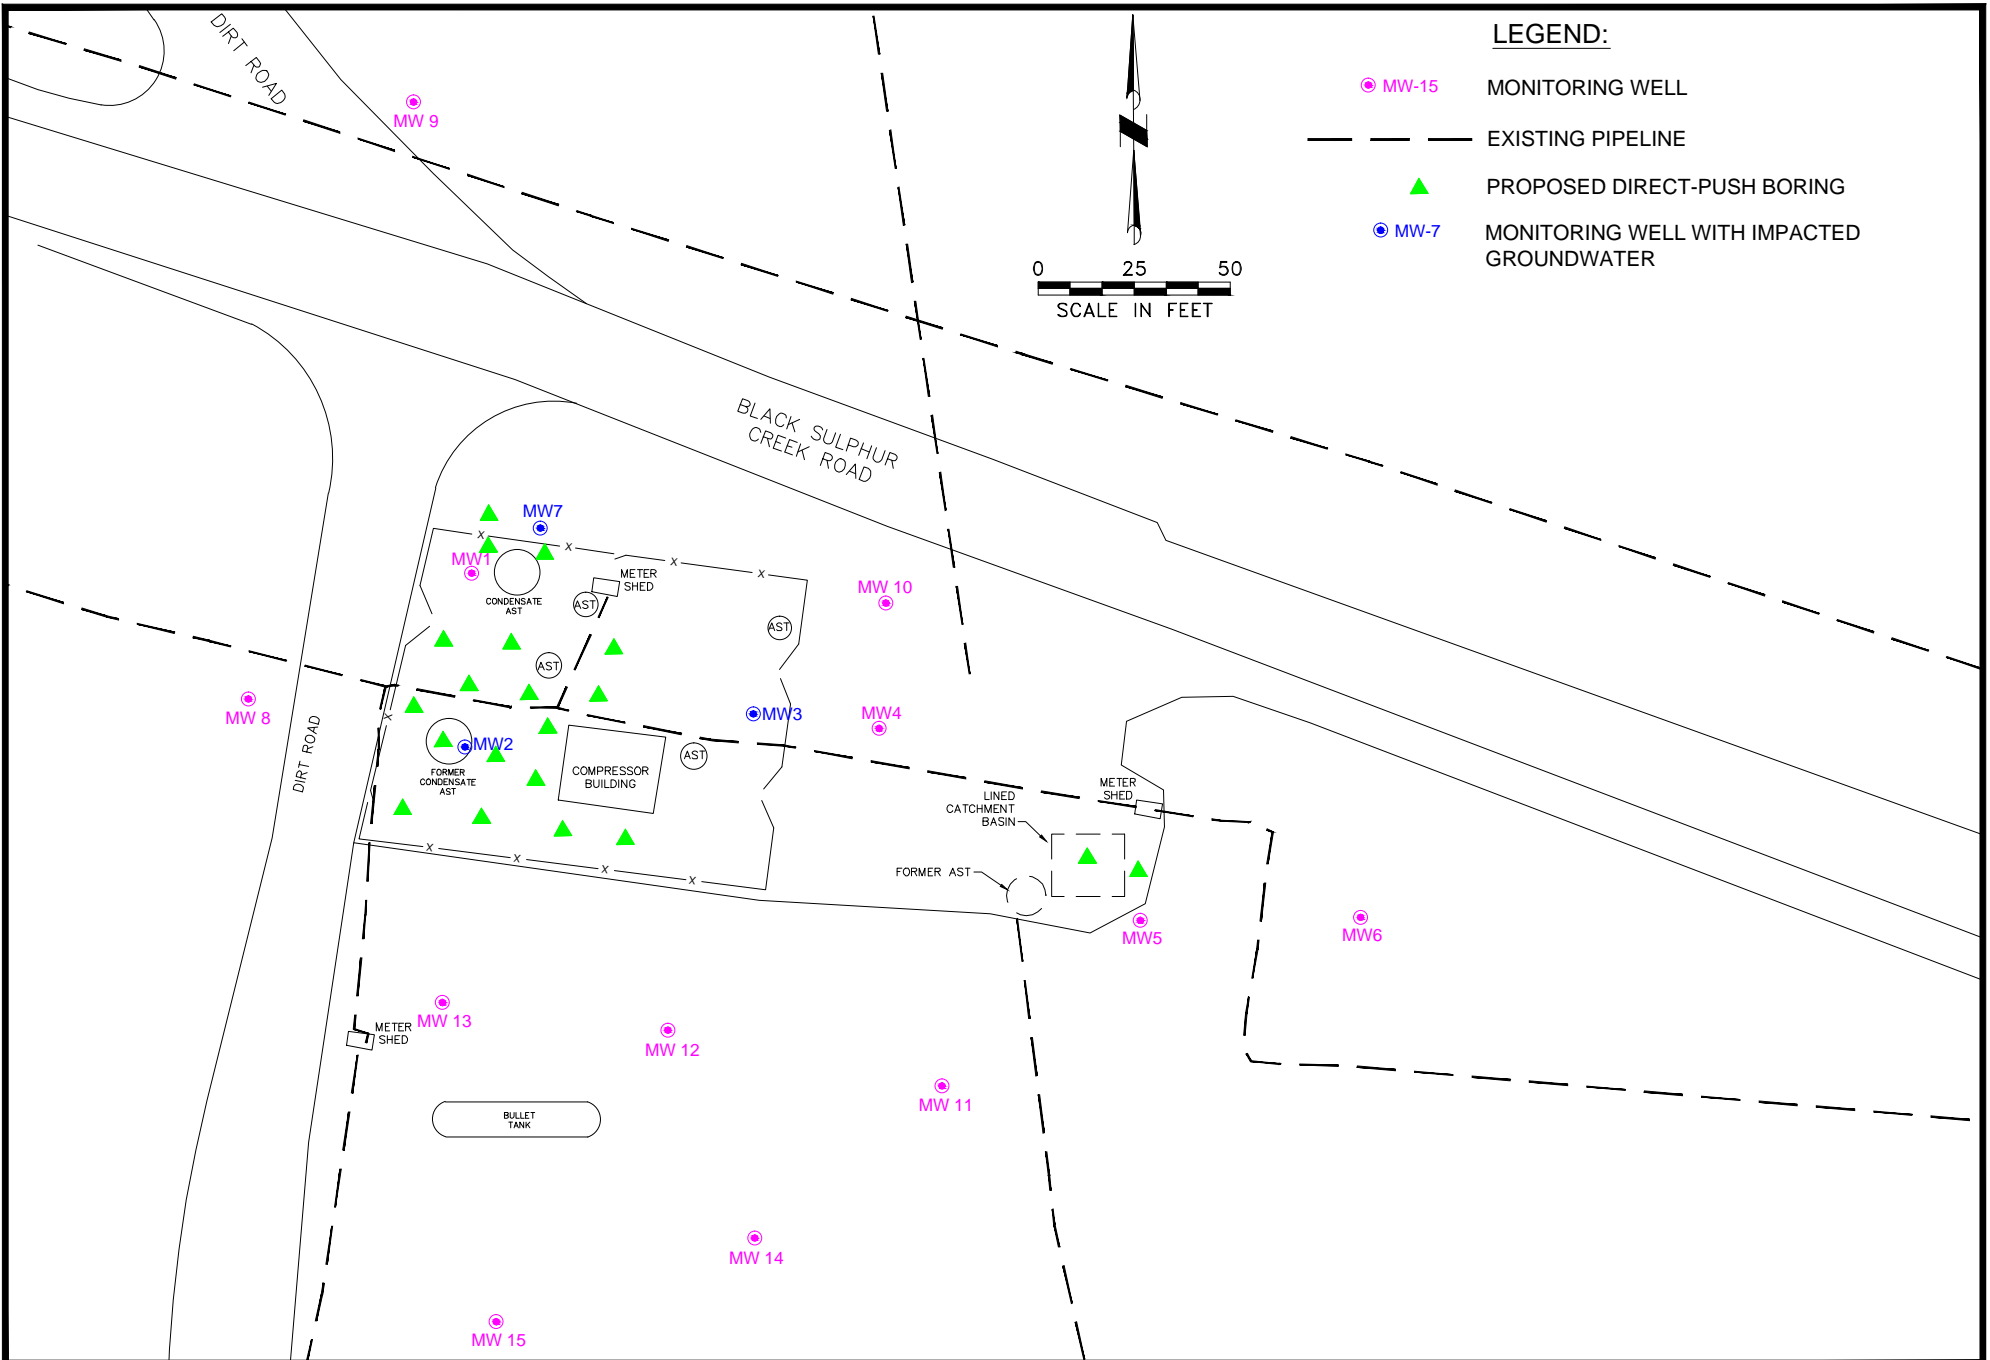 DIRT ROAD
MW 9
LEGEND:
MW-15 MONITORING WELL
EXISTING PIPELINE
PROPOSED DIRECT-PUSH BORING
MW-7 MONITORING WELL WITH IMPACTED
GROUNDWATER
0 25 50
SCALE IN FEET
BLACK SULPHUR
CREEK ROAD
MW7
MW1
CONDENSATE
AST
METER
SHED
AST
AST
AST
MW 10
MW 8
DIRT ROAD
MW3
MW4
MW2
FORMER
CONDENSATE
AST
COMPRESSOR
BUILDING
AST
LINED
CATCHMENT
BASIN
METER
SHED
FORMER AST
MW5
MW6
MW 13
METER
SHED
MW 12
MW 11
BULLET
TANK
MW 14
MW 15
X
X
X
X
X
X
X
X
X